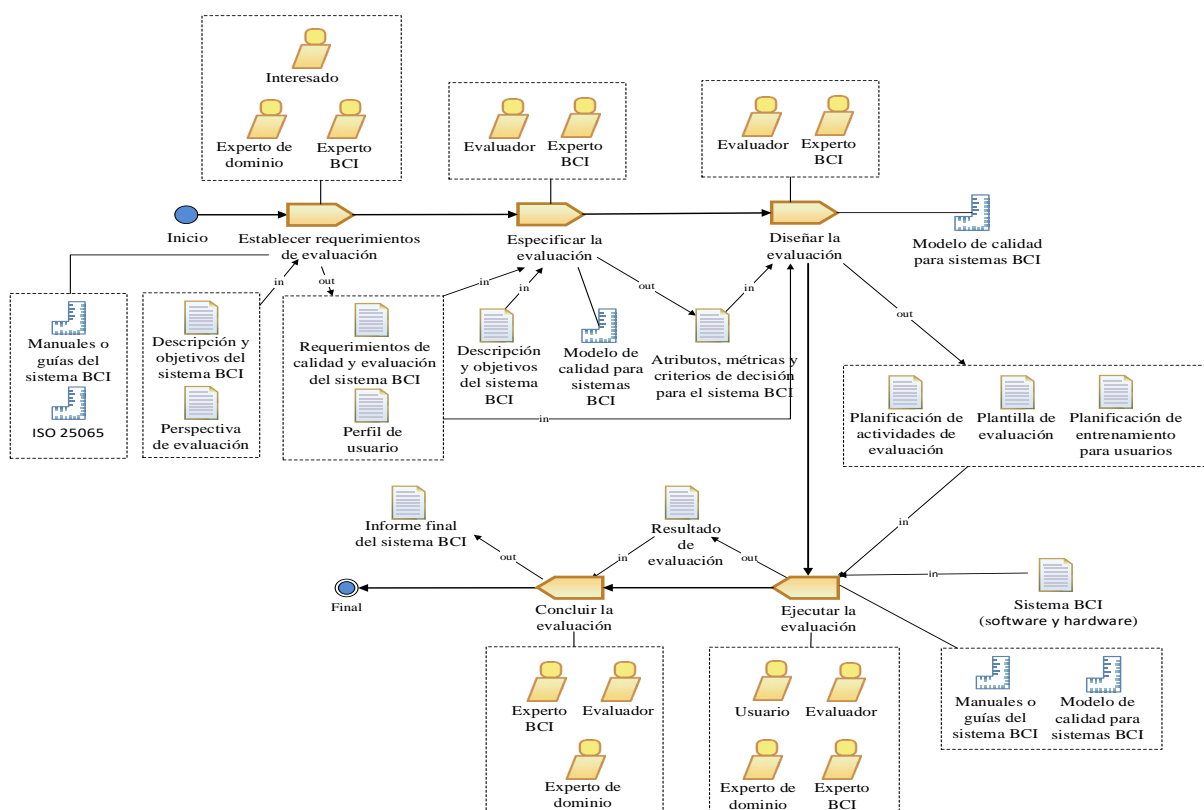 Interesado
Experto de
dominio
Experto
BCI
Evaluador
Experto
BCI
Evaluador
Experto
BCI
Inicio
Establecer requerimientos
de evaluación
Especificar la
evaluación
Diseñar la
evaluación
Modelo de calidad
para sistemas BCI
in
out
in
in
out
in
out
Manuales o
guías del
sistema BCI
ISO 25065
Descripción y
objetivos del
sistema BCI
Perspectiva
de evaluación
Requerimientos de
calidad y evaluación
del sistema BCI
Perfil de
usuario
Descripción
y objetivos
del sistema
BCI
Modelo de
calidad para
sistemas
BCI
Atributos, métricas y
criterios de decisión
para el sistema BCI
in
Planificación de
actividades de
evaluación
Plantilla de
evaluación
Planificación de
entrenamiento
para usuarios
Informe final
del sistema BCI
Resultado
de
evaluación
out
in
out
in
in
Final
Concluir la
evaluación
Ejecutar la
evaluación
Sistema BCI
(software y hardware)
Experto
BCI
Evaluador
Experto de
dominio
Usuario
Evaluador
Experto de
dominio
Experto
BCI
Manuales o
guías del
sistema BCI
Modelo de
calidad para
sistemas BCI